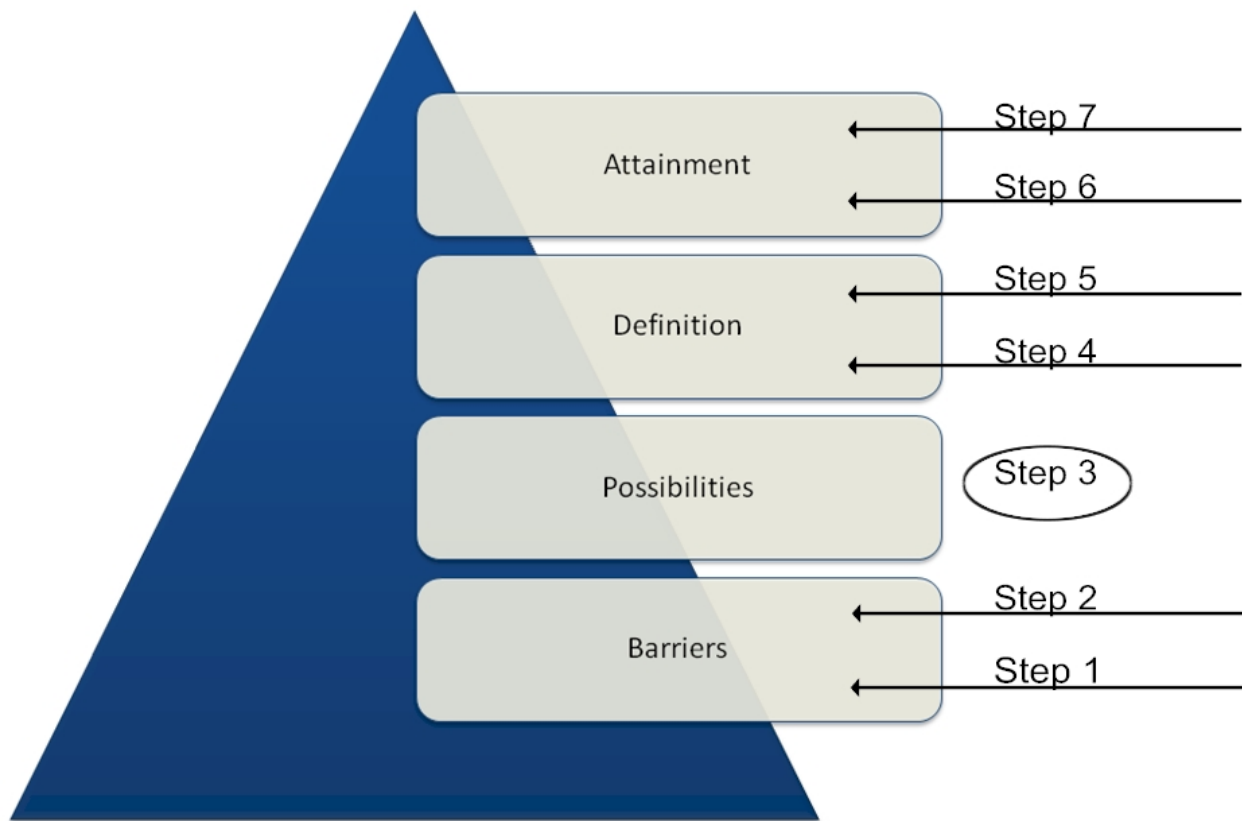 Step 7
Attainment
Step 6
Step 5
Definition
Step 4
Step 3
Possibilities
Step 2
Barriers
Step 1